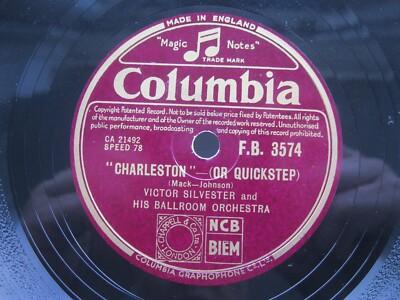 MADE IN ENGLAND
"Magic Notes"
TRADE MARK
Columbia
Copyright Patented Record. Not to be sold below price fixed by Patentees. All rights
of the manufacturer and of the Owner of the recorded work reserved. Unauthorised
public performance, broadcasting and copying of this record prohibited.
CA 21492
SPEED 78
F.B. 3574
"CHARLESTON"—(OR QUICKSTEP)
(Mack—Johnson)
VICTOR SILVESTER and
HIS BALLROOM ORCHESTRA
CHAPPELL & Co Ltd
LONDON
NCB
BIEM
COLUMBIA GRAPHOPHONE Co. Ltd.